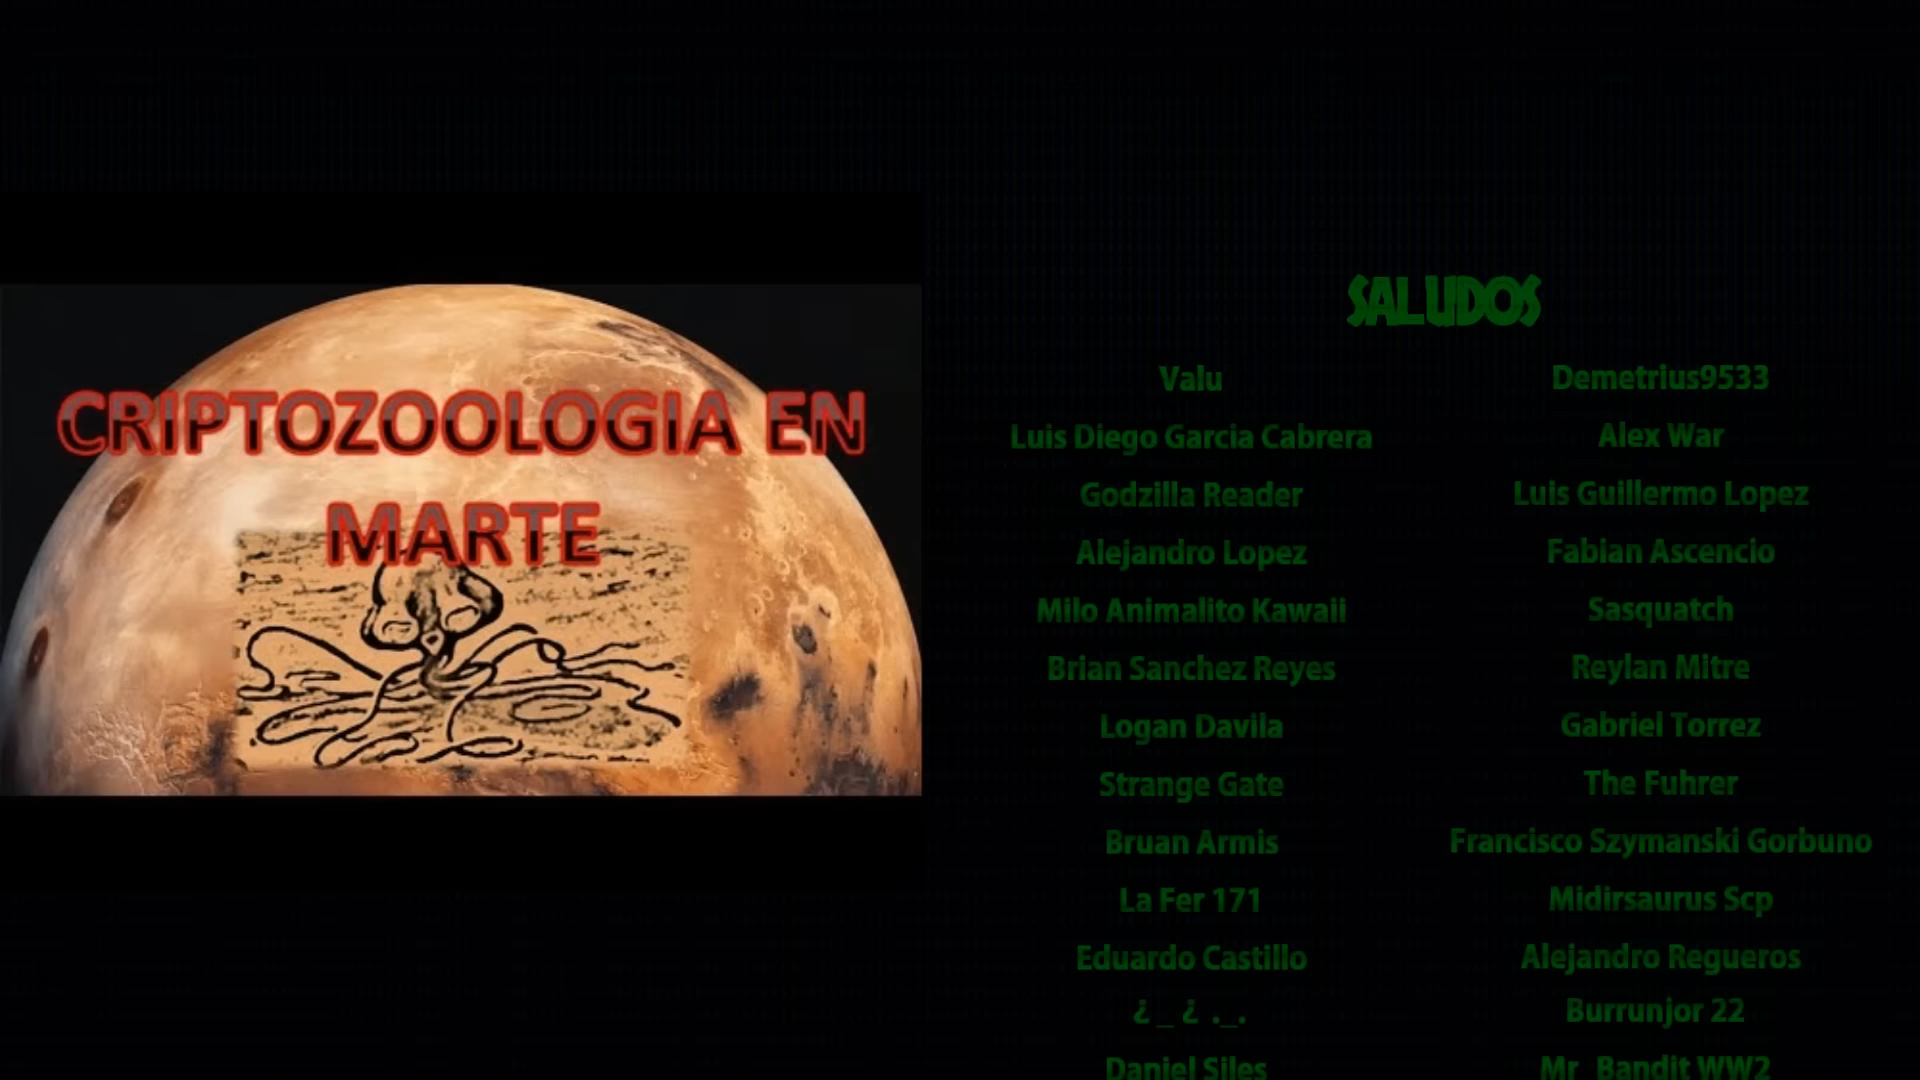 CRIPTOZOOLOGIA EN
MARTE
SALUDOS
Valu
Luis Diego Garcia Cabrera
Godzilla Reader
Alejandro Lopez
Milo Animalito Kawaii
Brian Sanchez Reyes
Logan Davila
Strange Gate
Bruan Armis
La Fer 171
Eduardo Castillo
¿ _ ¿ ._.
Daniel Siles
Demetrius9533
Alex War
Luis Guillermo Lopez
Fabian Ascencio
Sasquatch
Reylan Mitre
Gabriel Torrez
The Fuhrer
Francisco Szymanski Gorbuno
Midirsaurus Scp
Alejandro Regueros
Burrunjor 22
Mr_Bandit WW2